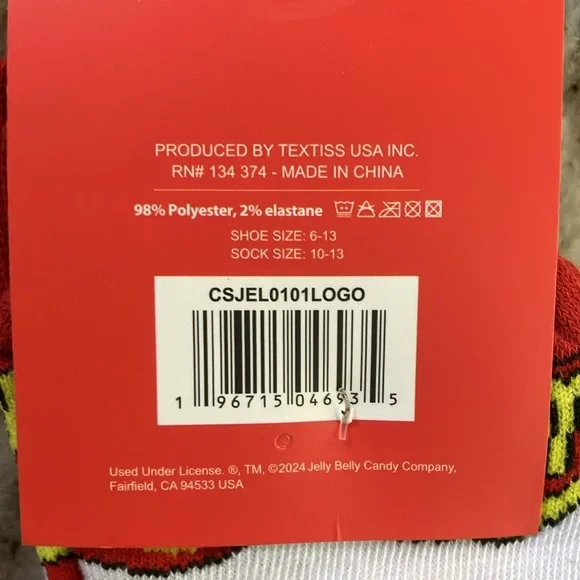 PRODUCED BY TEXTISS USA INC.
RN# 134 374 - MADE IN CHINA
98% Polyester, 2% elastane
SHOE SIZE: 6-13
SOCK SIZE: 10-13
CSJEL0101LOGO
1 96715 04693 5
Used Under License. ®, TM, ©2024 Jelly Belly Candy Company,
Fairfield, CA 94533 USA